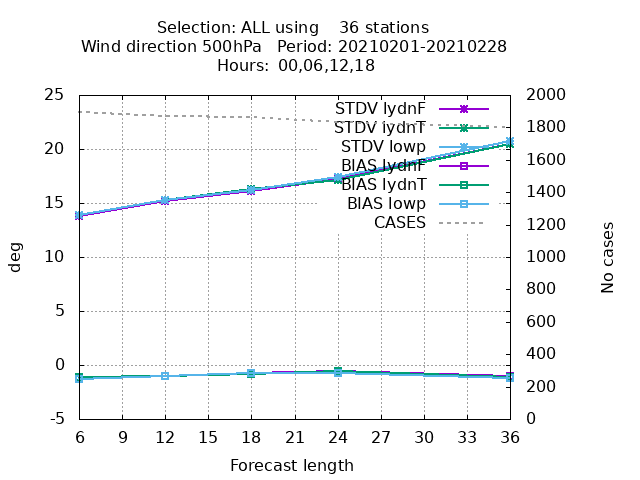 Selection: ALL using    36 stations
Wind direction 500hPa   Period: 20210201-20210228
Hours: 00,06,12,18
25
20
15
10
5
0
-5
deg
2000
1800
1600
1400
1200
1000
800
600
400
200
0
No cases
STDV lydnF
STDV lydnT
STDV lowp
BIAS lydnF
BIAS lydnT
BIAS lowp
CASES
6 9 12 15 18 21 24 27 30 33 36
Forecast length